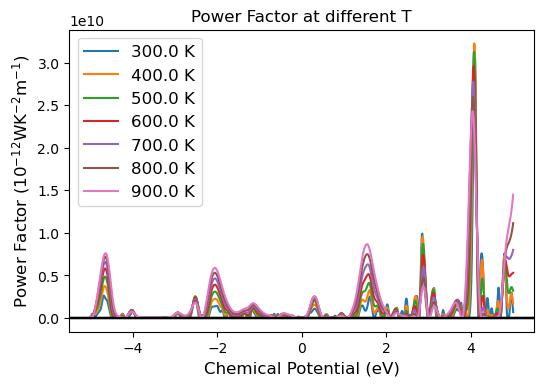 Power Factor at different T
1e10
Power Factor (10⁻¹²WK⁻²m⁻¹)
3.0
2.5
2.0
1.5
1.0
0.5
0.0
300.0 K
400.0 K
500.0 K
600.0 K
700.0 K
800.0 K
900.0 K
−4 −2 0 2 4
Chemical Potential (eV)